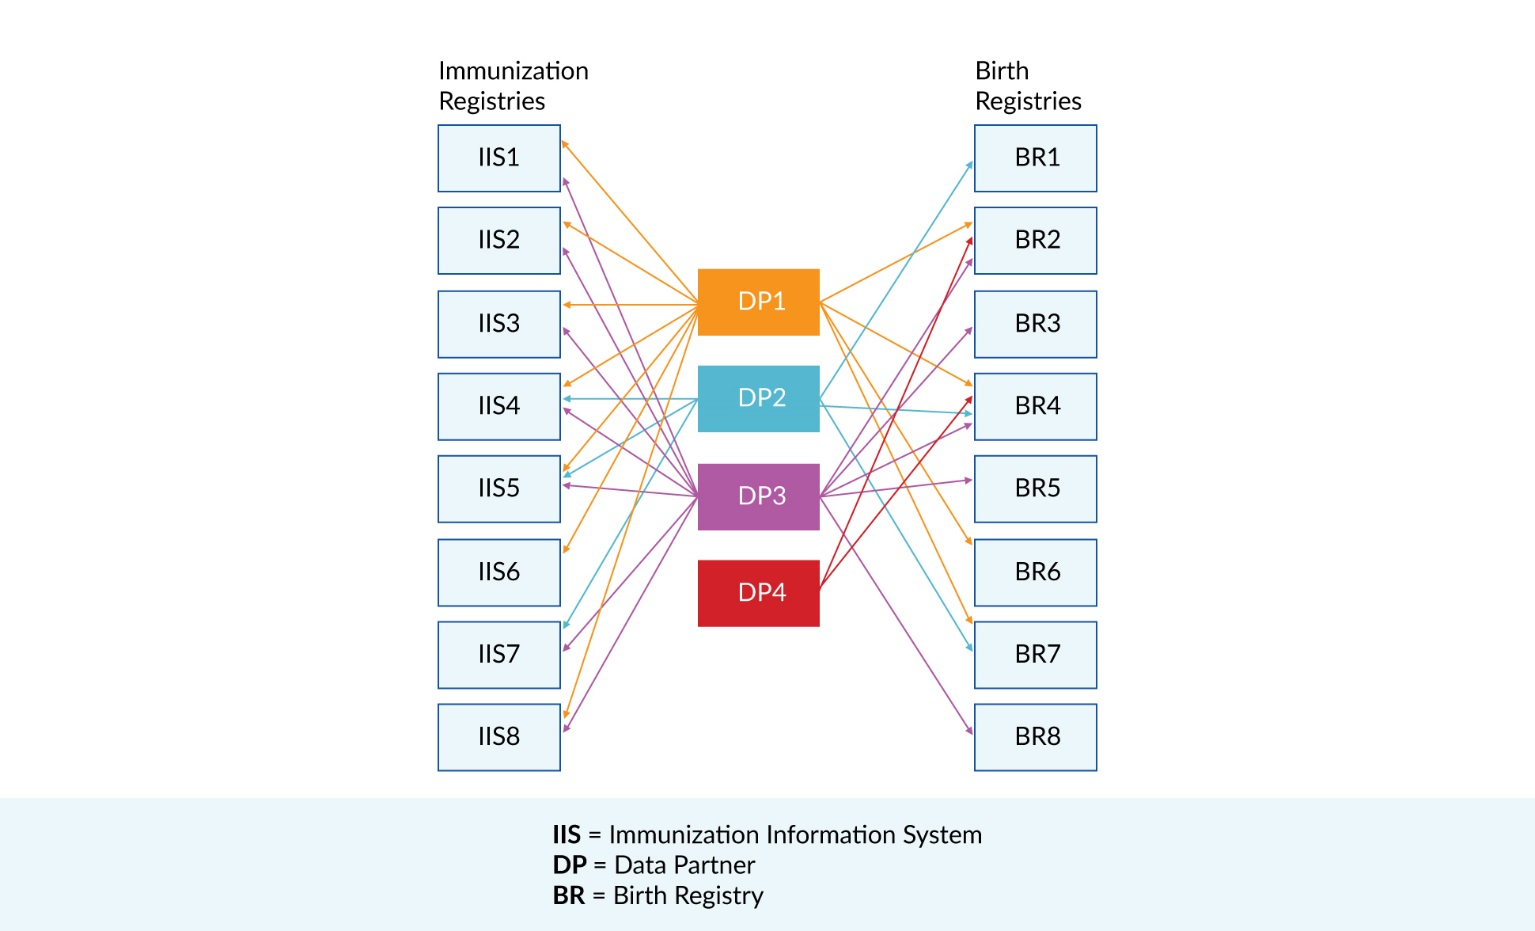 Immunization
Registries
Birth
Registries
IIS1
IIS2
IIS3
IIS4
IIS5
IIS6
IIS7
IIS8
DP1
DP2
DP3
DP4
BR1
BR2
BR3
BR4
BR5
BR6
BR7
BR8
IIS = Immunization Information System
DP = Data Partner
BR = Birth Registry